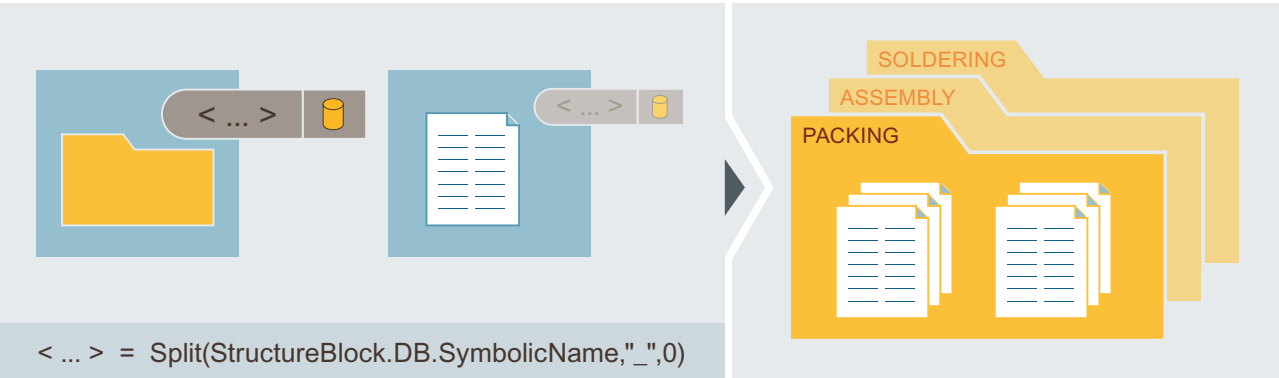 < ... >
< ... >
< ... > = Split(StructureBlock.DB.SymbolicName,"_",0)
SOLDERING
ASSEMBLY
PACKING